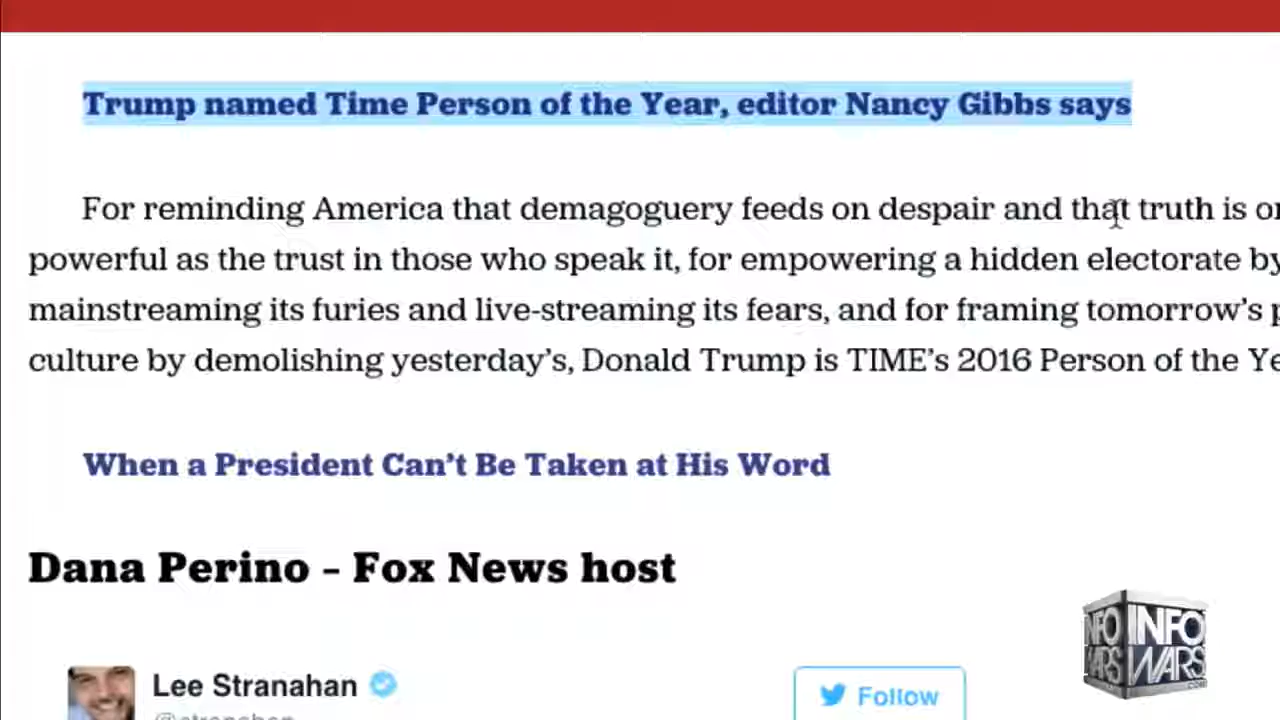 Trump named Time Person of the Year, editor Nancy Gibbs says
For reminding America that demagoguery feeds on despair and that truth is
powerful as the trust in those who speak it, for empowering a hidden electorate by
mainstreaming its furies and live-streaming its fears, and for framing tomorrow's
culture by demolishing yesterday's, Donald Trump is TIME's 2016 Person of the
When a President Can't Be Taken at His Word
Dana Perino - Fox News host
Lee Stranahan
Follow
INFO
WARS